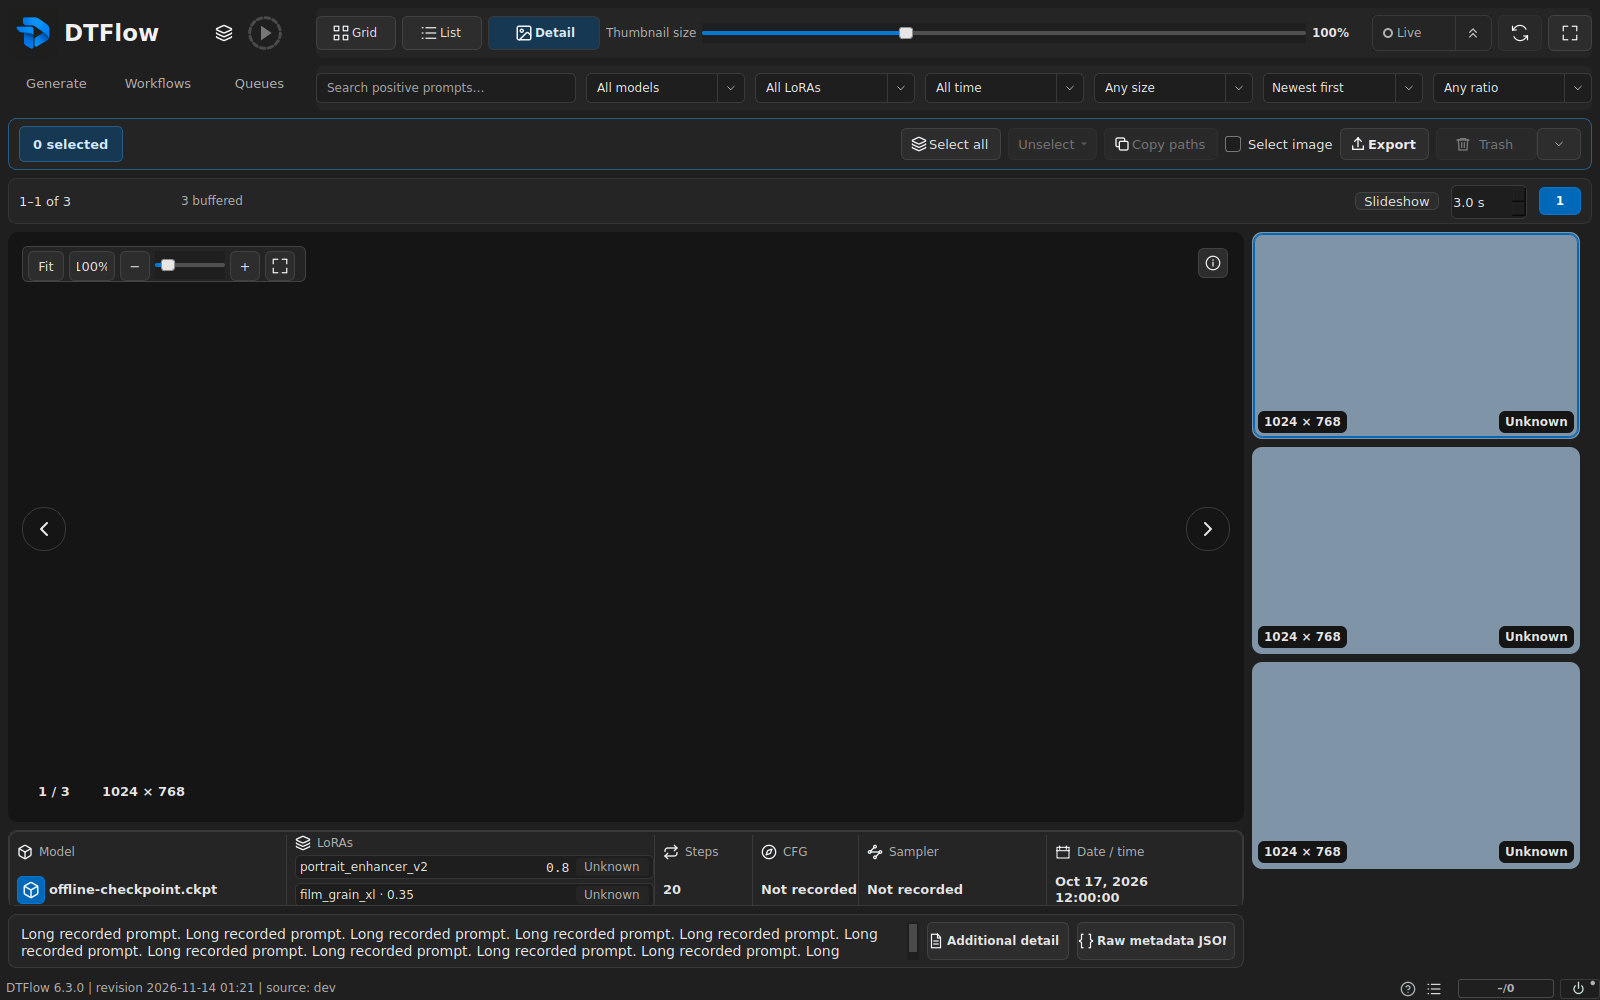 DTFlow
Grid
List
Detail
Thumbnail size
100%
Live
Generate
Workflows
Queues
Search positive prompts...
All models
All LoRAs
All time
Any size
Newest first
Any ratio
0 selected
Select all
Unselect
Copy paths
Select image
Export
Trash
1–1 of 3
3 buffered
Slideshow
3.0 s
1
Fit
100%
−
+
1024 × 768
Unknown
1024 × 768
Unknown
1 / 3
1024 × 768
1024 × 768
Unknown
Model
offline-checkpoint.ckpt
LoRAs
portrait_enhancer_v2
0.8
Unknown
film_grain_xl · 0.35
Unknown
Steps
20
CFG
Not recorded
Sampler
Not recorded
Date / time
Oct 17, 2026
12:00:00
Long recorded prompt. Long recorded prompt. Long recorded prompt. Long recorded prompt. Long recorded prompt. Long
recorded prompt. Long recorded prompt. Long recorded prompt. Long recorded prompt. Long recorded prompt. Long
Additional detail
{ } Raw metadata JSON
DTFlow 6.3.0 | revision 2026-11-14 01:21 | source: dev
–/0